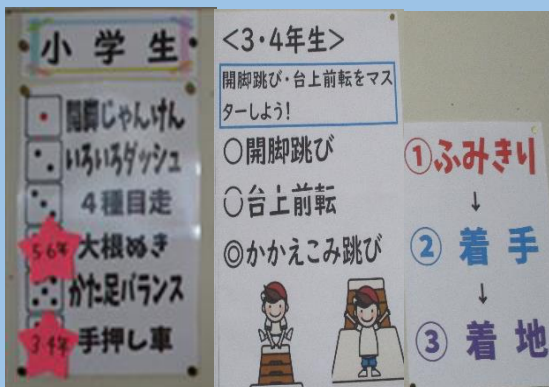 小学生
開脚じゃんけん
いろいろダッシュ
4種目走
5.6年
大根ぬき
かた足バランス
3.4年
手押し車
<3・4年生>
開脚跳び・台上前転をマス
ターしよう!
○開脚跳び
○台上前転
◎かかえこみ跳び
①ふみきり
↓
②着手
↓
③着地